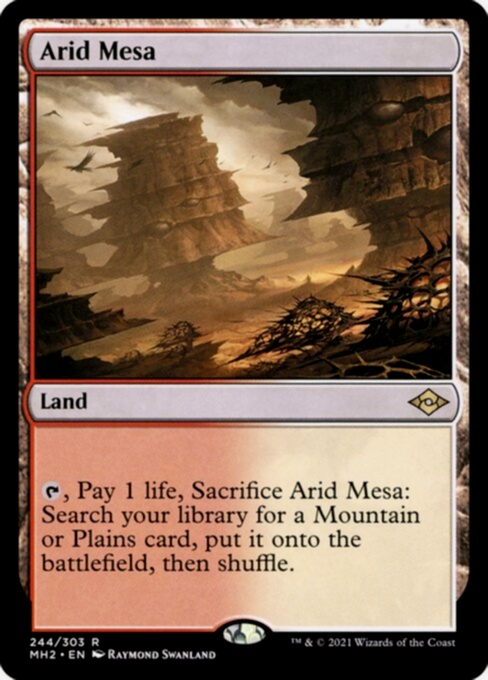 Arid Mesa
Land
, Pay 1 life, Sacrifice Arid Mesa:
Search your library for a Mountain
or Plains card, put it onto the
battlefield, then shuffle.
244/303 R
MH2 • EN Raymond Swanland
™ & © 2021 Wizards of the Coast